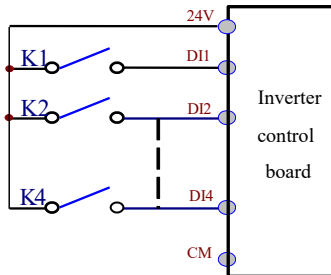 24V
K1
DI1
K2
DI2
Inverter
control
board
K4
DI4
CM